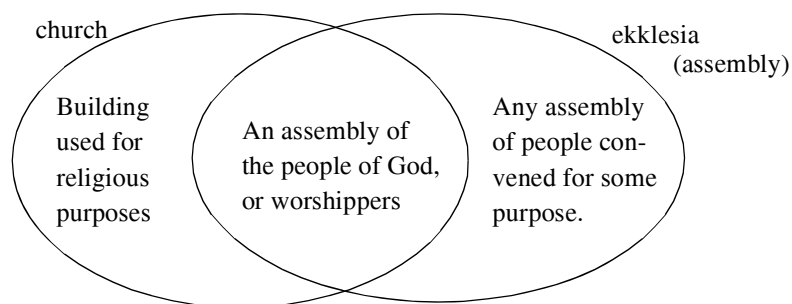 church
ekklesia
(assembly)
Building
used for
religious
purposes
An assembly of
the people of God,
or worshippers
Any assembly
of people con-
vened for some
purpose.